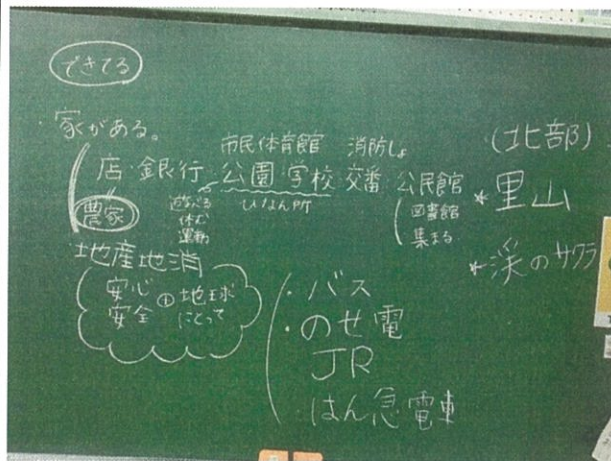 できてる
・家がある。
市民体育館 消防しょ
店・銀行・公園・学校・交番・公民館
農家
遊べる
休む
運動
ひなん所
図書館
集まる
地産地消
安心
安全
⊕地球
にとって
・バス
・のせ電
JR
はん急電車
(北部)
*里山
*渓のサクラ